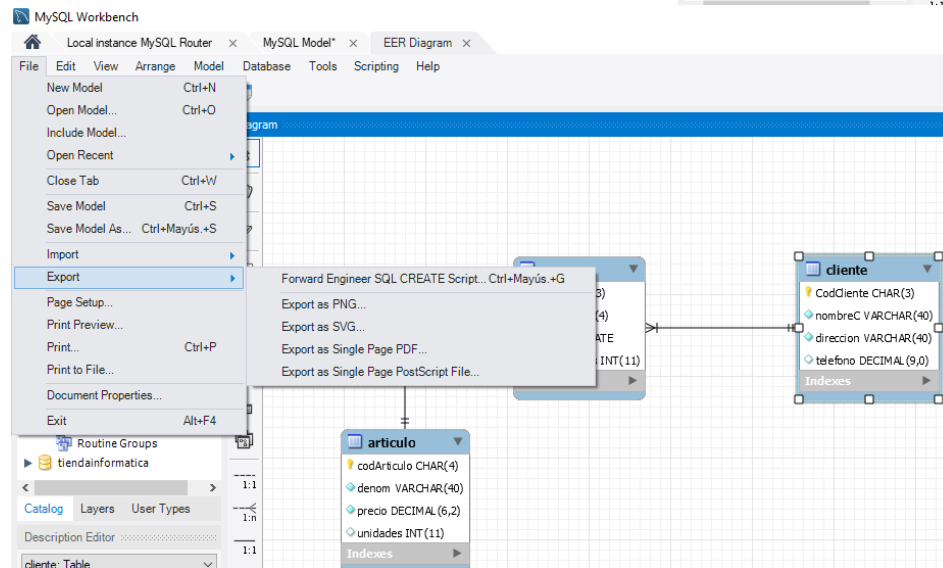 MySQL Workbench
Local instance MySQL Router × MySQL Model* × EER Diagram ×
File Edit View Arrange Model Database Tools Scripting Help
New Model Ctrl+N
Open Model... Ctrl+O
Include Model...
Open Recent
Close Tab Ctrl+W
Save Model Ctrl+S
Save Model As... Ctrl+Mayús.+S
Import
Export
Page Setup...
Print Preview...
Print... Ctrl+P
Print to File...
Document Properties...
Exit Alt+F4
Forward Engineer SQL CREATE Script... Ctrl+Mayús.+G
Export as PNG...
Export as SVG...
Export as Single Page PDF...
Export as Single Page PostScript File...
agram
3)
(4)
ATE
INT(11)
cliente
CodCliente CHAR(3)
nombreC VARCHAR(40)
direccion VARCHAR(40)
telefono DECIMAL(9,0)
Indexes
articulo
codArticulo CHAR(4)
denom VARCHAR(40)
precio DECIMAL(6,2)
unidades INT(11)
Indexes
Routine Groups
tiendainformatica
Catalog Layers User Types
Description Editor
cliente: Table
1:1
1:n
1:1